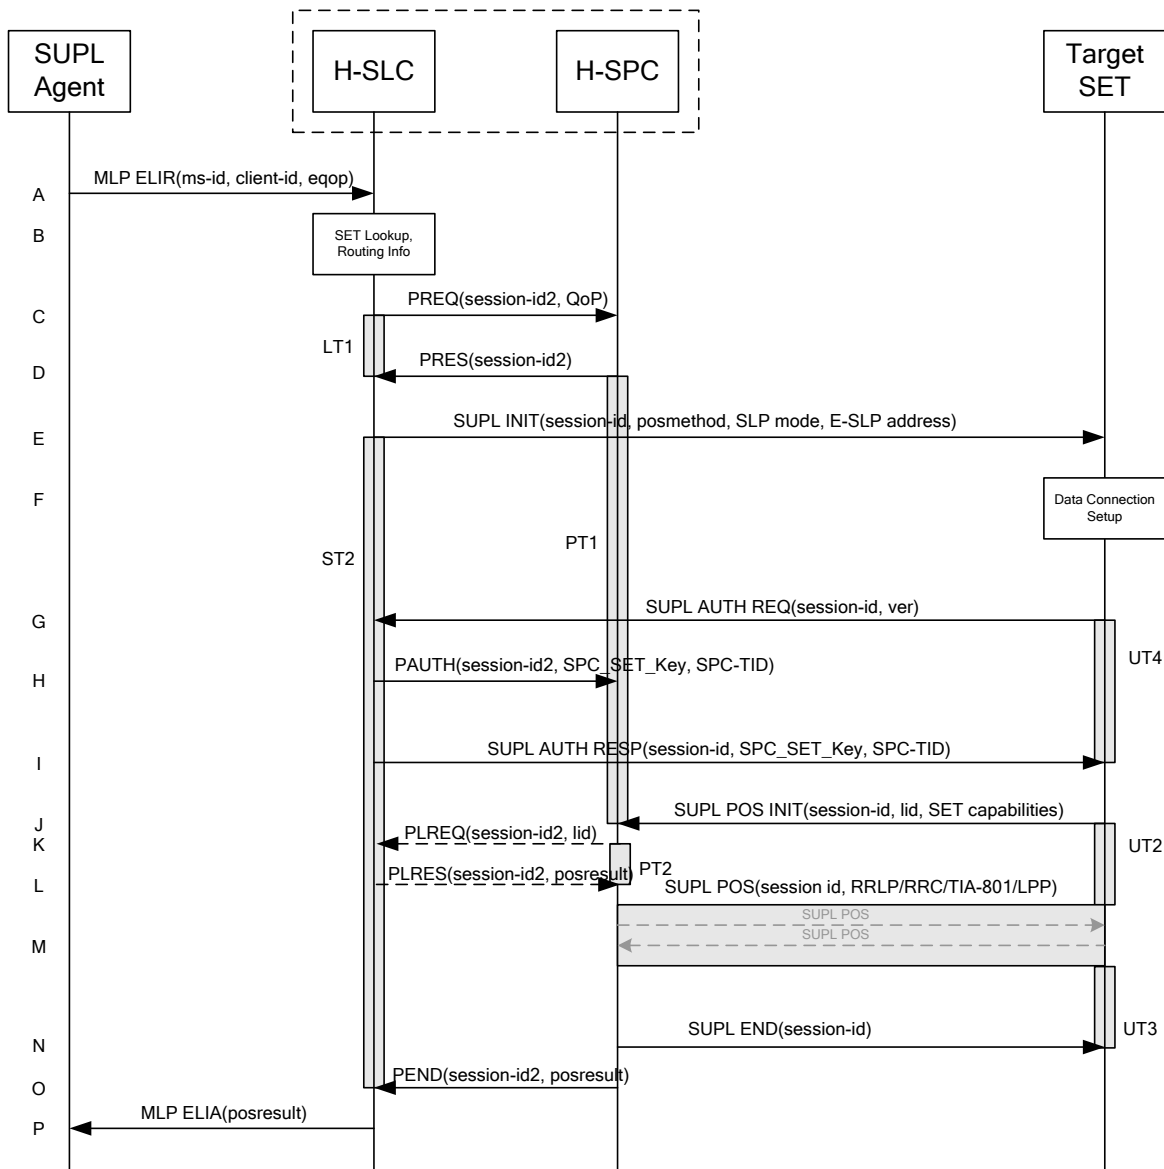 SUPL
Agent
H-SLC
H-SPC
Target
SET
A
MLP ELIR(ms-id, client-id, eqop)
B
SET Lookup,
Routing Info
C
PREQ(session-id2, QoP)
LT1
D
PRES(session-id2)
E
SUPL INIT(session-id, posmethod, SLP mode, E-SLP address)
F
Data Connection
Setup
ST2
PT1
G
SUPL AUTH REQ(session-id, ver)
UT4
H
PAUTH(session-id2, SPC_SET_Key, SPC-TID)
I
SUPL AUTH RESP(session-id, SPC_SET_Key, SPC-TID)
J
SUPL POS INIT(session-id, lid, SET capabilities)
K
PLREQ(session-id2, lid)
UT2
L
PLRES(session-id2, posresult)
PT2
SUPL POS(session id, RRLP/RRC/TIA-801/LPP)
SUPL POS
SUPL POS
M
N
SUPL END(session-id)
UT3
O
PEND(session-id2, posresult)
P
MLP ELIA(posresult)